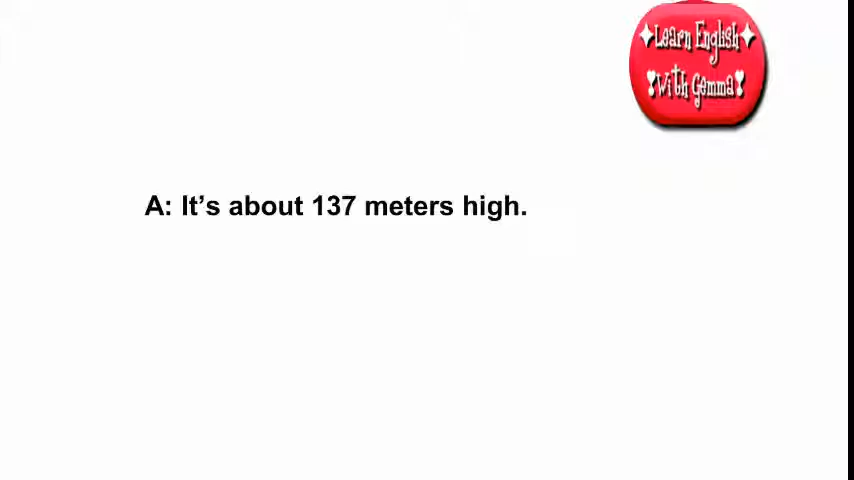 ✦Learn English✦
❣With Gemma❣
A: It’s about 137 meters high.